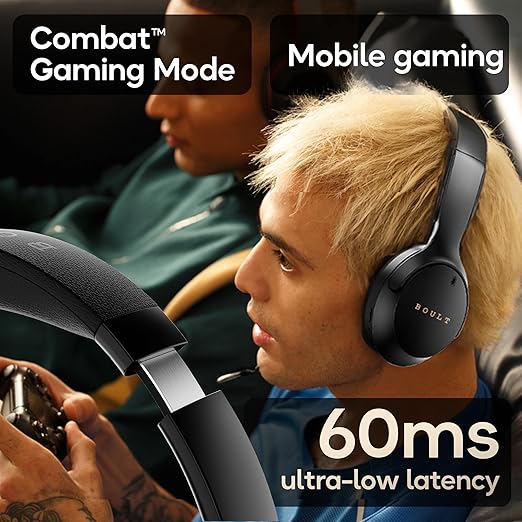 Combat™
Gaming Mode
Mobile gaming
BOULT
60ms
ultra-low latency